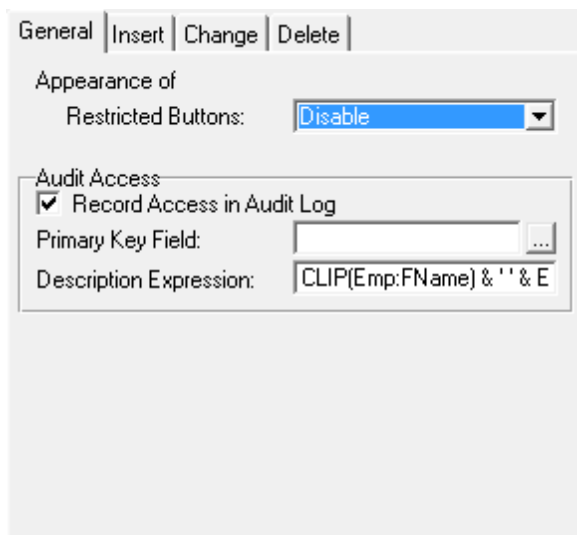 General Insert Change Delete
Appearance of
Restricted Buttons: Disable
Audit Access
Record Access in Audit Log
Primary Key Field: ...
Description Expression: CLIP(Emp:FName) & ' ' & E